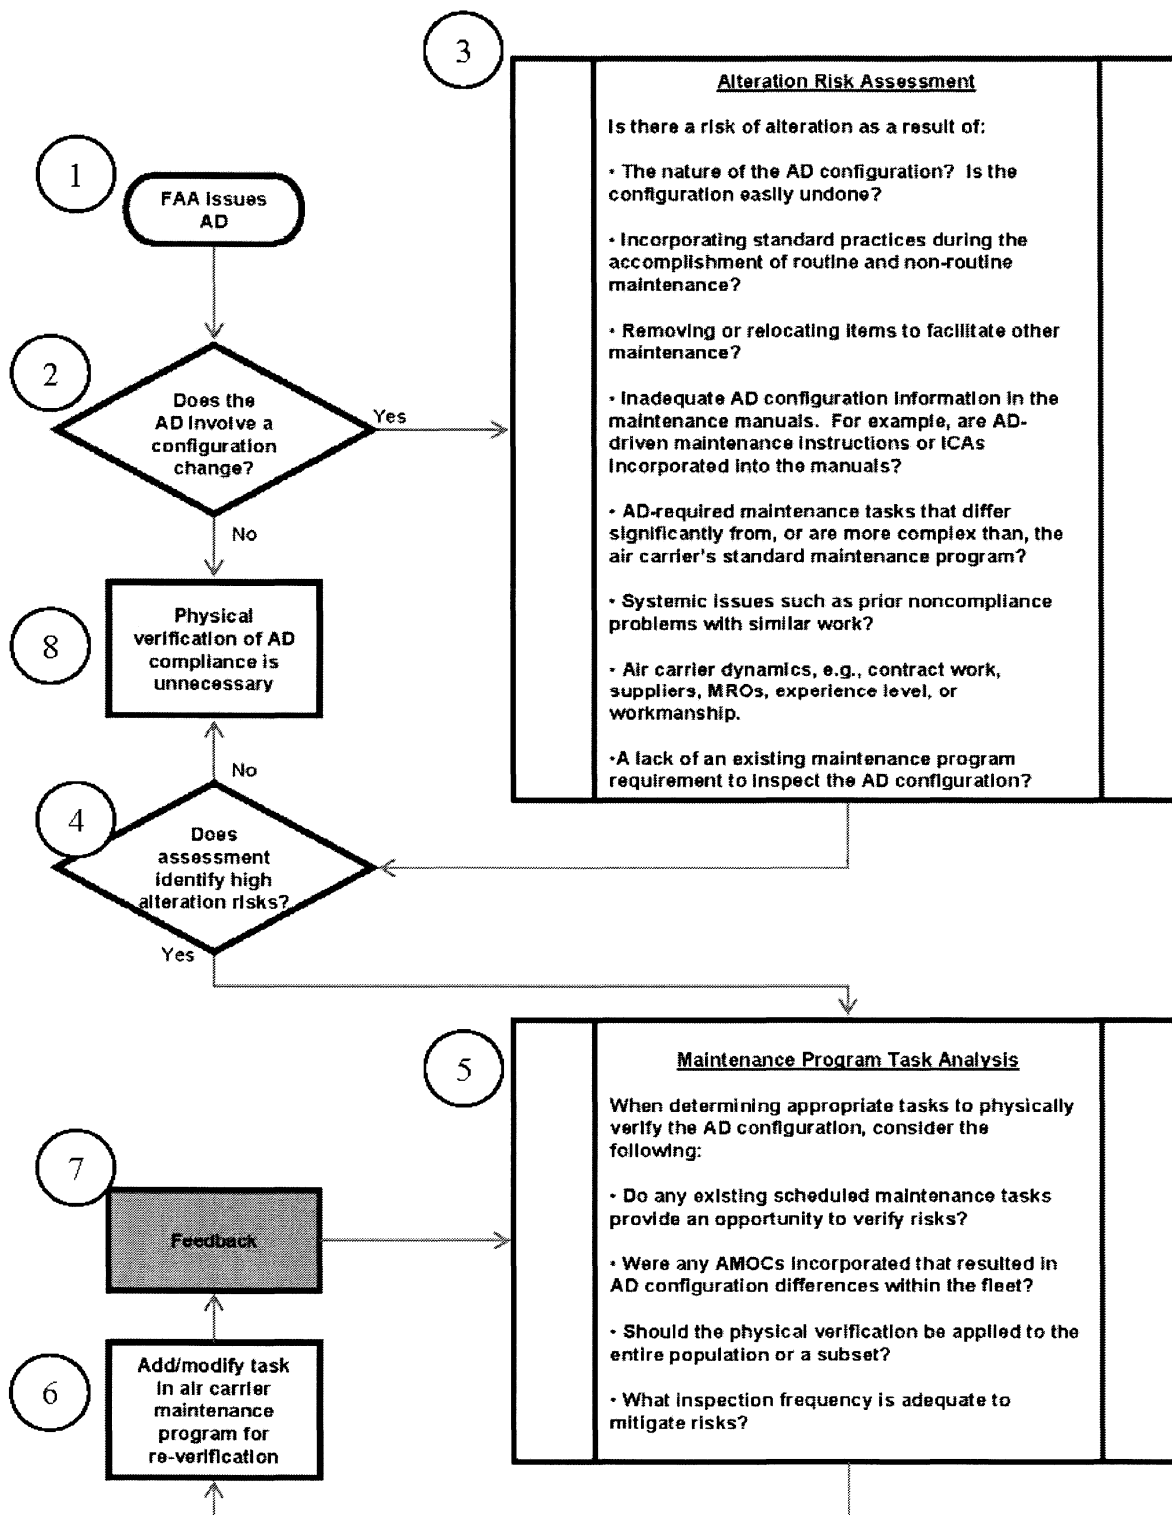 3
Alteration Risk Assessment
Is there a risk of alteration as a result of:
• The nature of the AD configuration? Is the
configuration easily undone?
• Incorporating standard practices during the
accomplishment of routine and non-routine
maintenance?
• Removing or relocating items to facilitate other
maintenance?
• Inadequate AD configuration information in the
maintenance manuals. For example, are AD-
driven maintenance instructions or ICAs
incorporated into the manuals?
• AD-required maintenance tasks that differ
significantly from, or are more complex than, the
air carrier's standard maintenance program?
• Systemic issues such as prior noncompliance
problems with similar work?
• Air carrier dynamics, e.g., contract work,
suppliers, MROs, experience level, or
workmanship.
•A lack of an existing maintenance program
requirement to inspect the AD configuration?
1
FAA issues
AD
2
Does the
AD involve a
configuration
change?
Yes
No
8
Physical
verification of AD
compliance is
unnecessary
No
4
Does
assessment
identify high
alteration risks?
Yes
5
Maintenance Program Task Analysis
When determining appropriate tasks to physically
verify the AD configuration, consider the
following:
• Do any existing scheduled maintenance tasks
provide an opportunity to verify risks?
• Were any AMOCs incorporated that resulted in
AD configuration differences within the fleet?
• Should the physical verification be applied to the
entire population or a subset?
• What inspection frequency is adequate to
mitigate risks?
7
Feedback
6
Add/modify task
in air carrier
maintenance
program for
re-verification